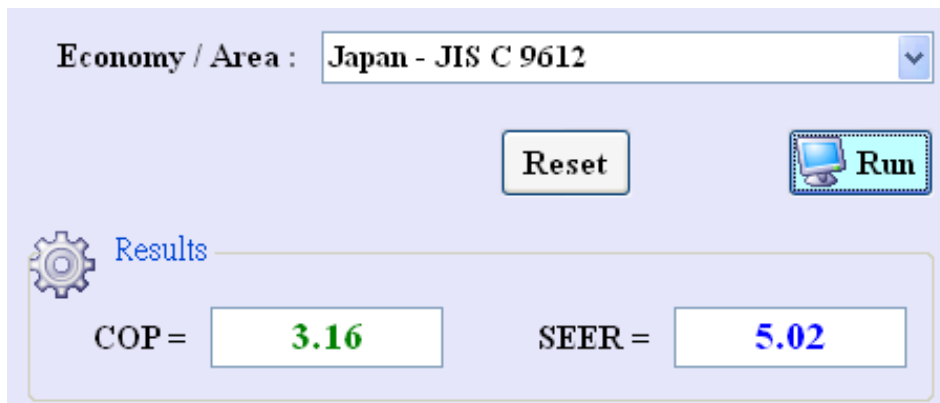 Economy / Area : Japan - JIS C 9612
Reset Run
Results
COP = 3.16 SEER = 5.02